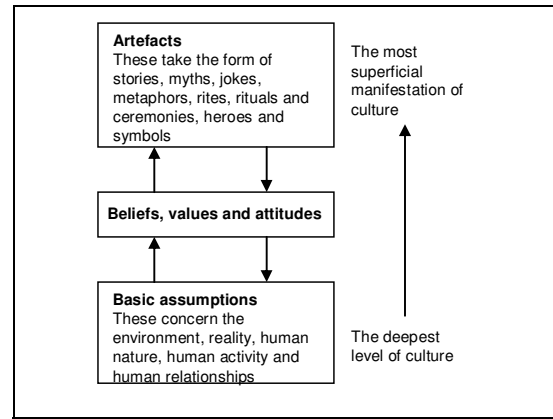 Artefacts
These take the form of
stories, myths, jokes,
metaphors, rites, rituals and
ceremonies, heroes and
symbols
The most
superficial
manifestation of
culture
Beliefs, values and attitudes
Basic assumptions
These concern the
environment, reality, human
nature, human activity and
human relationships
The deepest
level of culture